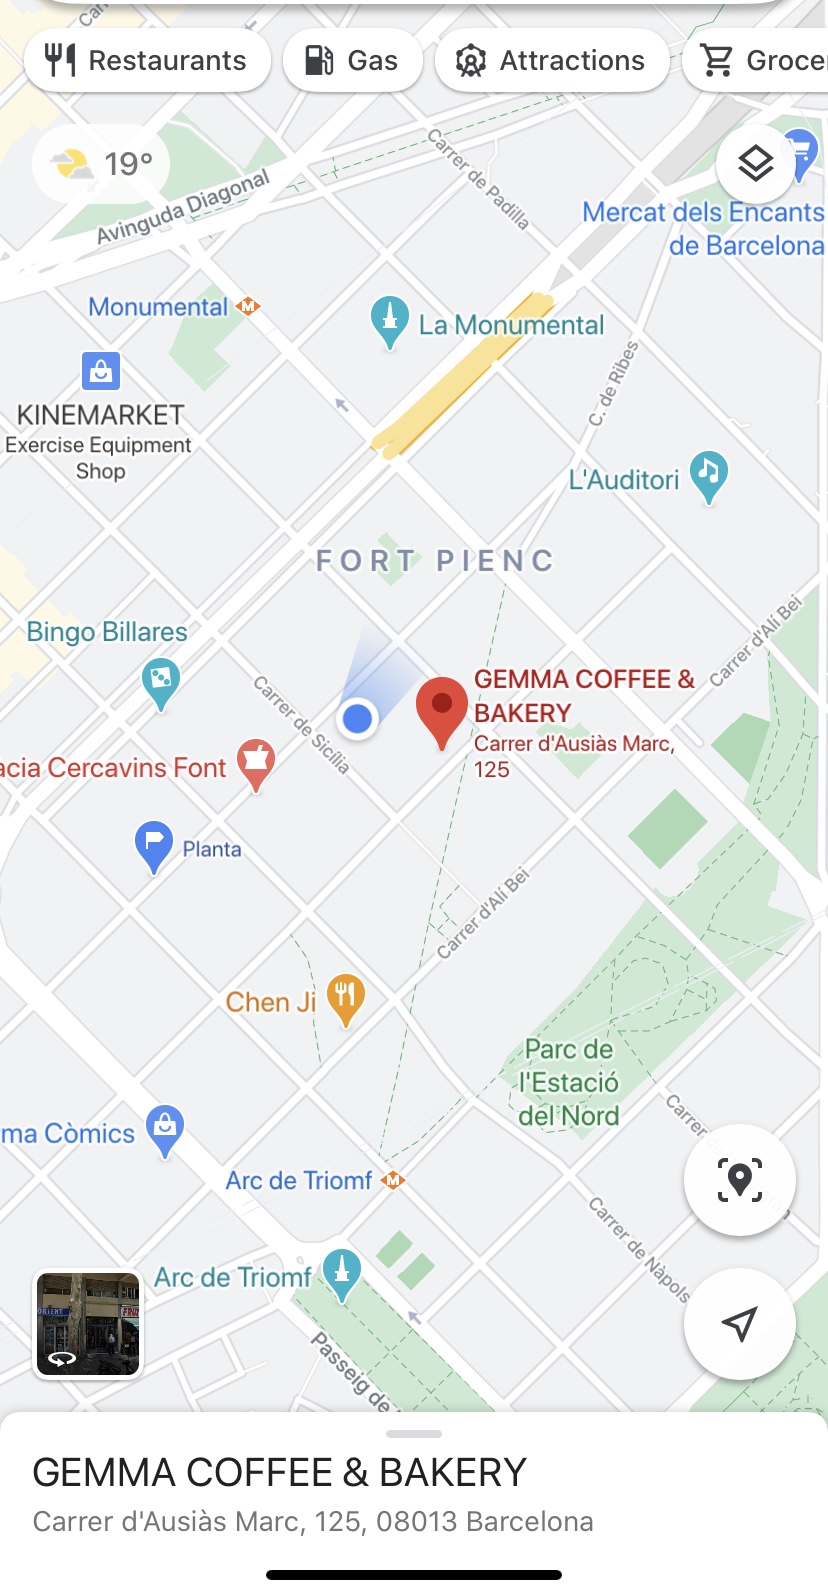 Restaurants
Gas
Attractions
19°
Carrer de Padilla
Avinguda Diagonal
Mercat dels Encants
de Barcelona
Monumental
M
La Monumental
C. de Ribes
KINEMARKET
Exercise Equipment
Shop
L'Auditori
FORT PIENC
Bingo Billares
Carrer d'Alí Bei
GEMMA COFFEE &
BAKERY
Carrer d'Ausiàs Marc,
125
Carrer de Sicília
acia Cercavins Font
Planta
Carrer d'Alí Bei
Chen Ji
Parc de
l'Estació
del Nord
Carrer
ma Còmics
Arc de Triomf
M
Carrer de Nàpols
Arc de Triomf
ORIENT
Passeig de
GEMMA COFFEE & BAKERY
Carrer d'Ausiàs Marc, 125, 08013 Barcelona